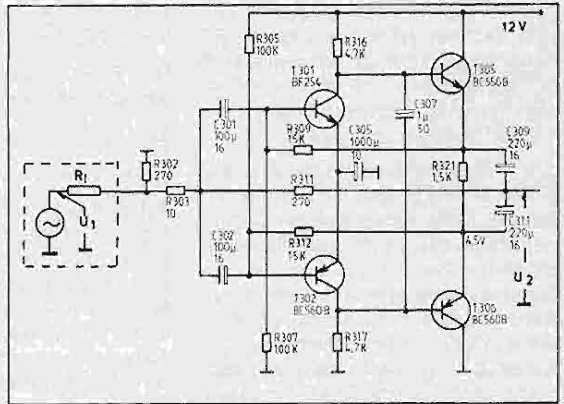 12 V
R305
100K
R316
4,7K
T301
BF254
T305
BC550B
C301
100µ
16
C307
1µ
50
R309
15K
C305
1000µ
10
C309
220µ
16
R321
1,5K
R302
270
R303
10
R311
270
RI
U1
C302
100µ
16
R312
15K
4,5V
C311
220µ
16
U2
T302
BC560B
T306
BC560B
R307
100K
R317
4,7K